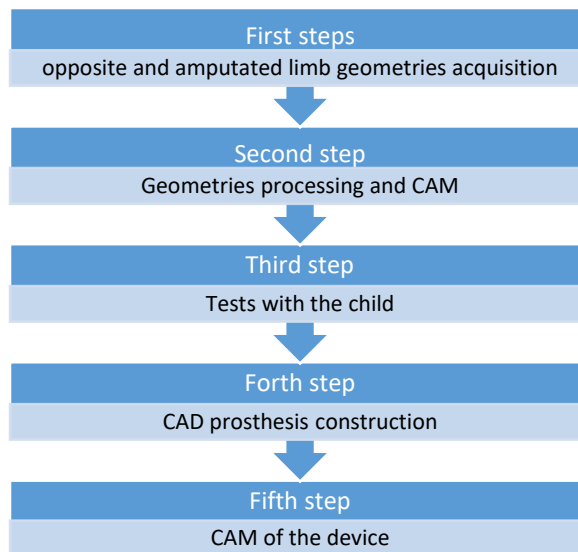 First steps
opposite and amputated limb geometries acquisition
Second step
Geometries processing and CAM
Third step
Tests with the child
Forth step
CAD prosthesis construction
Fifth step
CAM of the device